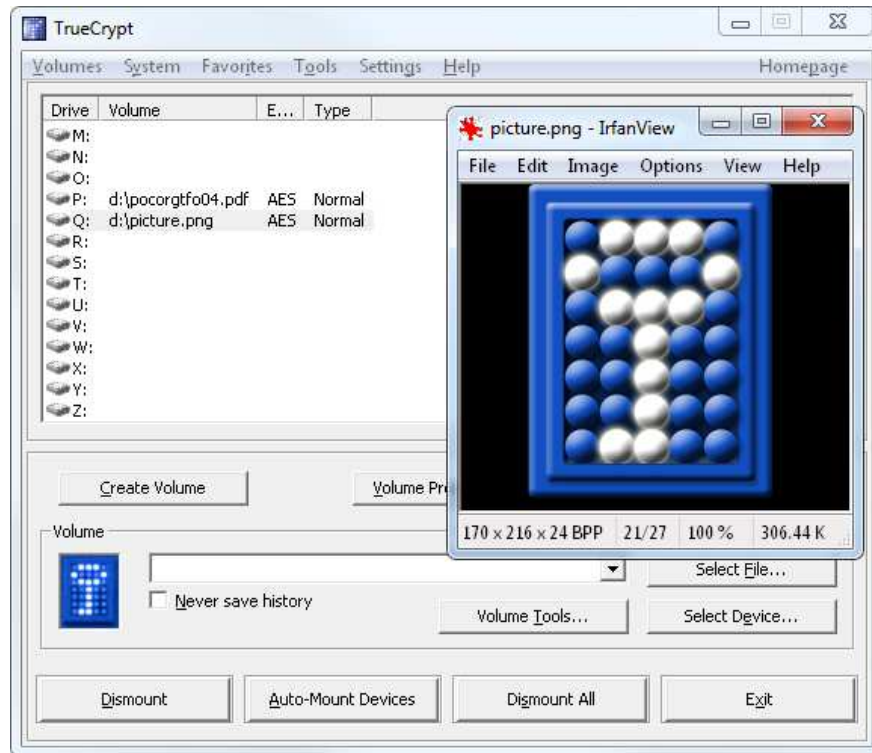 TrueCrypt
Volumes System Favorites Tools Settings Help Homepage
Drive Volume E... Type
M:
N:
O:
P: d:\pocorgtfo04.pdf AES Normal
Q: d:\picture.png AES Normal
R:
S:
T:
U:
V:
W:
X:
Y:
Z:
picture.png - IrfanView
File Edit Image Options View Help
170 x 216 x 24 BPP 21/27 100 % 306.44 K
Create Volume Volume Pr
Volume
Never save history
Select File...
Volume Tools... Select Device...
Dismount Auto-Mount Devices Dismount All Exit